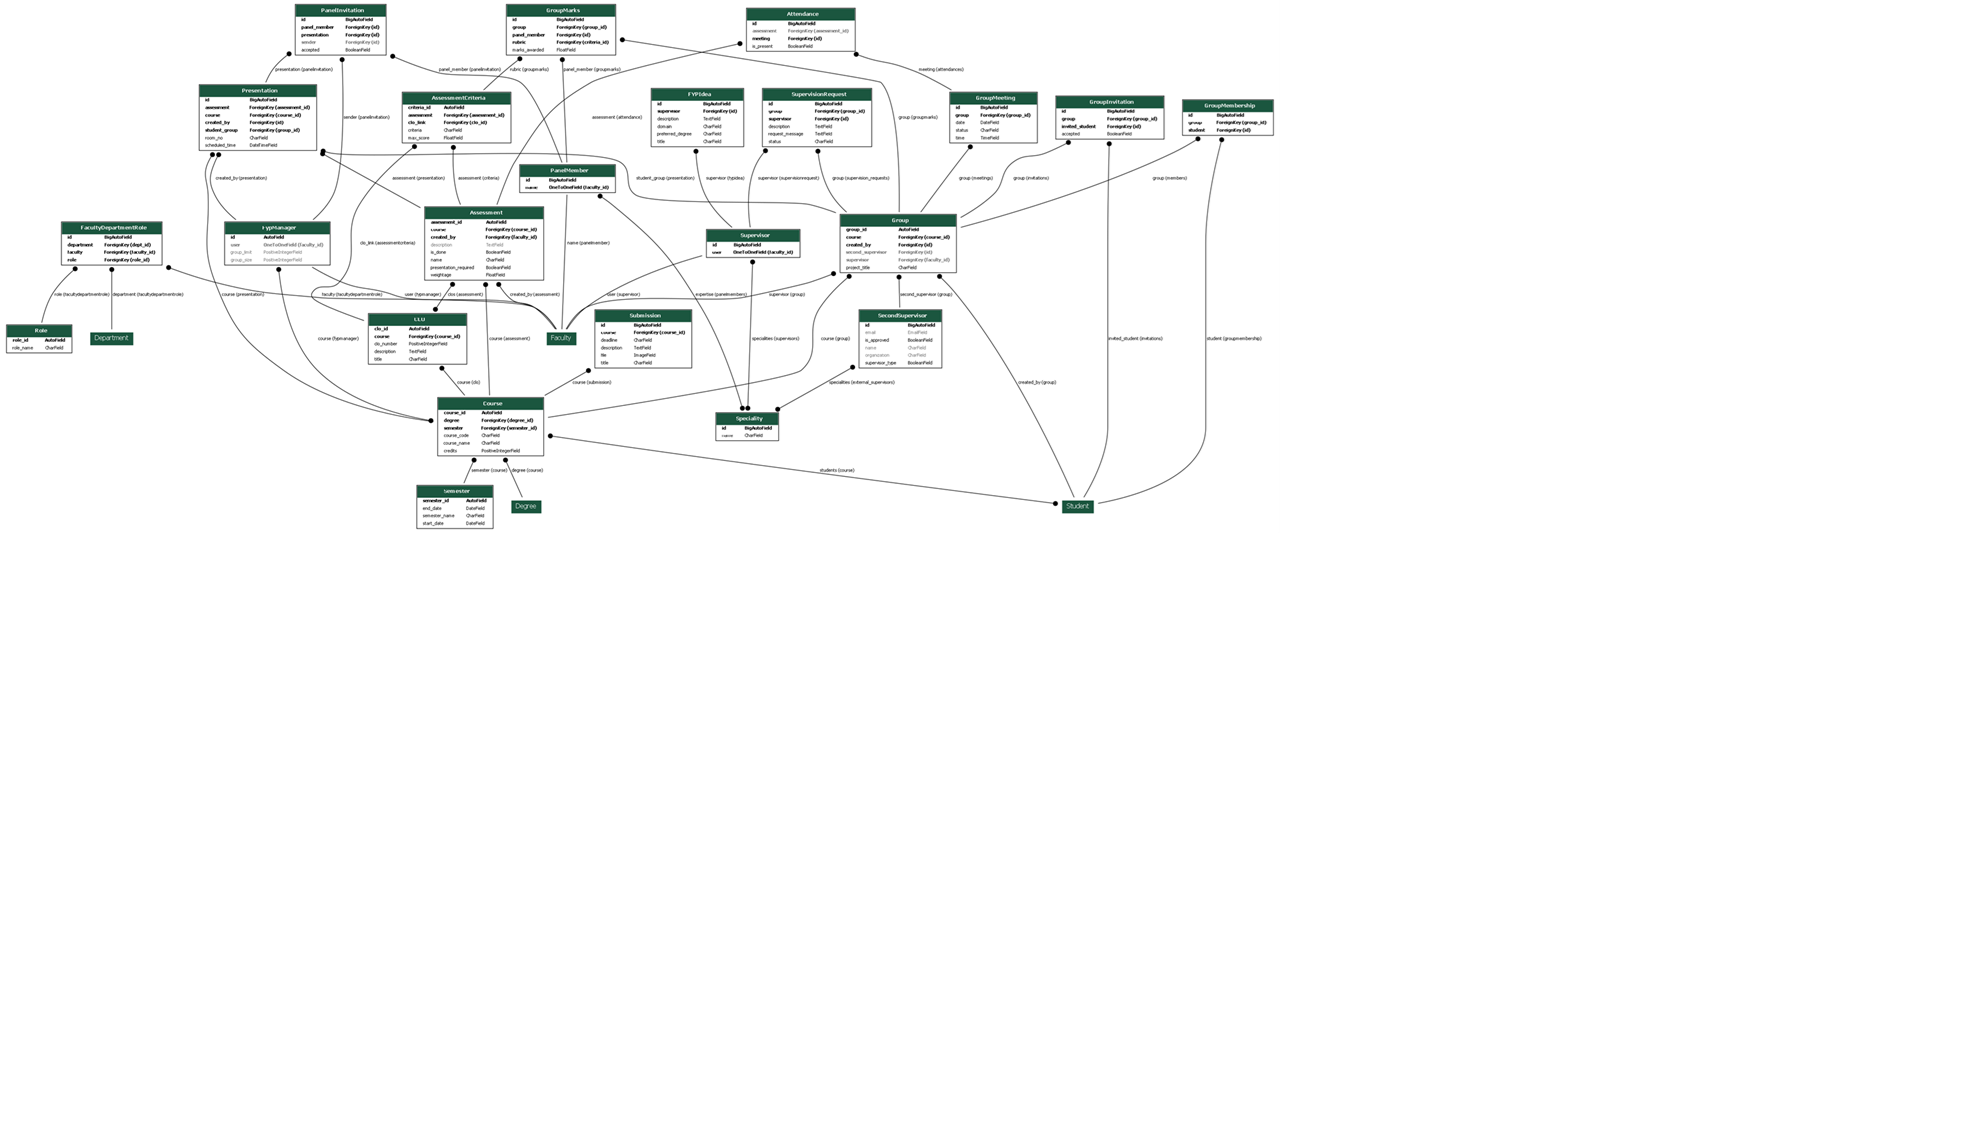 PanelInvitation
id BigAutoField
panel_member ForeignKey (id)
presentation ForeignKey (id)
sender ForeignKey (id)
accepted BooleanField
GroupMarks
id BigAutoField
group ForeignKey (group_id)
panel_member ForeignKey (id)
rubric ForeignKey (criteria_id)
marks_awarded FloatField
Attendance
id BigAutoField
assessment ForeignKey (assessment_id)
meeting ForeignKey (id)
is_present BooleanField
presentation (panelinvitation)
panel_member (panelinvitation)
rubric (groupmarks)
panel_member (groupmarks)
meeting (attendances)
Presentation
id BigAutoField
assessment ForeignKey (assessment_id)
course ForeignKey (course_id)
created_by ForeignKey (id)
student_group ForeignKey (group_id)
room_no CharField
scheduled_time DateTimeField
sender (panelinvitation)
AssessmentCriteria
criteria_id AutoField
assessment ForeignKey (assessment_id)
clo_link ForeignKey (clo_id)
criteria CharField
max_score FloatField
assessment (attendance)
FYPIdea
id BigAutoField
supervisor ForeignKey (id)
description TextField
domain CharField
preferred_degree CharField
title CharField
SupervisionRequest
id BigAutoField
group ForeignKey (group_id)
supervisor ForeignKey (id)
description TextField
request_message TextField
status CharField
group (groupmarks)
GroupMeeting
id BigAutoField
group ForeignKey (group_id)
date DateField
status CharField
time TimeField
GroupInvitation
id BigAutoField
group ForeignKey (group_id)
invited_student ForeignKey (id)
accepted BooleanField
GroupMembership
id BigAutoField
group ForeignKey (group_id)
student ForeignKey (id)
created_by (presentation)
assessment (presentation)
assessment (criteria)
PanelMember
id BigAutoField
name OneToOneField (faculty_id)
student_group (presentation)
supervisor (fypidea)
supervisor (supervisionrequest)
group (supervision_requests)
group (meetings)
group (invitations)
group (members)
FacultyDepartmentRole
id BigAutoField
department ForeignKey (dept_id)
faculty ForeignKey (faculty_id)
role ForeignKey (role_id)
FypManager
id AutoField
user OneToOneField (faculty_id)
group_limit PositiveIntegerField
group_size PositiveIntegerField
clo_link (assessmentcriteria)
Assessment
assessment_id AutoField
course ForeignKey (course_id)
created_by ForeignKey (faculty_id)
description TextField
is_done BooleanField
name CharField
presentation_required BooleanField
weightage FloatField
name (panelmember)
Supervisor
id BigAutoField
user OneToOneField (faculty_id)
Group
group_id AutoField
course ForeignKey (course_id)
created_by ForeignKey (id)
second_supervisor ForeignKey (id)
supervisor ForeignKey (faculty_id)
project_title CharField
role (facultydepartmentrole)
department (facultydepartmentrole)
course (presentation)
faculty (facultydepartmentrole)
user (fypmanager)
clos (assessment)
created_by (assessment)
user (supervisor)
expertise (panelmembers)
supervisor (group)
second_supervisor (group)
Role
role_id AutoField
role_name CharField
Department
course (fypmanager)
CLO
clo_id AutoField
course ForeignKey (course_id)
clo_number PositiveIntegerField
description TextField
title CharField
course (assessment)
Faculty
Submission
id BigAutoField
course ForeignKey (course_id)
deadline CharField
description TextField
file ImageField
title CharField
specialities (supervisors)
course (group)
SecondSupervisor
id BigAutoField
email EmailField
is_approved BooleanField
name CharField
organization CharField
supervisor_type BooleanField
invited_student (invitations)
student (groupmembership)
course (clo)
course (submission)
specialities (external_supervisors)
created_by (group)
Course
course_id AutoField
degree ForeignKey (degree_id)
semester ForeignKey (semester_id)
course_code CharField
course_name CharField
credits PositiveIntegerField
Speciality
id BigAutoField
name CharField
semester (course)
degree (course)
students (course)
Semester
semester_id AutoField
end_date DateField
semester_name CharField
start_date DateField
Degree
Student